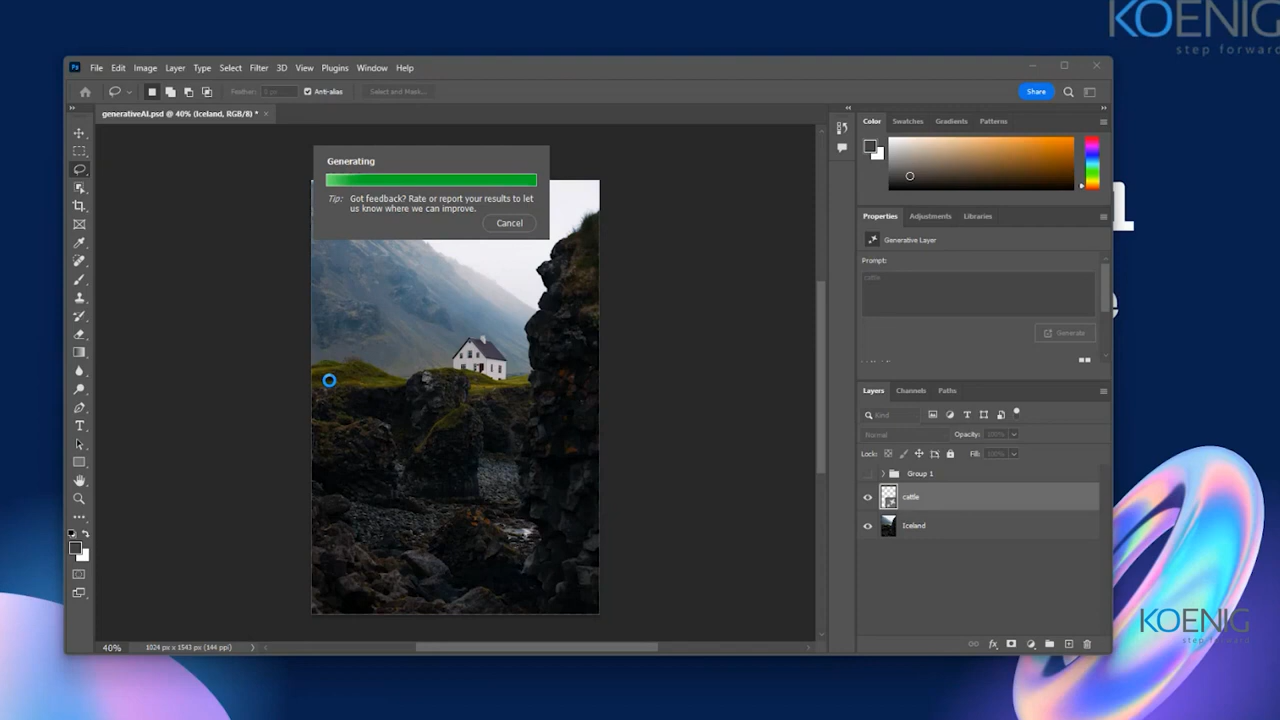 KOENIG
step forward
Ps File Edit Image Layer Type Select Filter 3D View Plugins Window Help
Feather: 0 px Anti-alias Select and Mask... Share
generativeAI.psd @ 40% (Iceland, RGB/8) * ×
Color Swatches Gradients Patterns
Generating
Tip: Got feedback? Rate or report your results to let
us know where we can improve.
Cancel
Properties Adjustments Libraries
Generative Layer
Prompt:
cattle
Generate
Layers Channels Paths
Kind
Normal Opacity: 100%
Lock: Fill: 100%
Group 1
cattle
Iceland
KOENIG
step forward
fx
40% 1024 px x 1543 px (144 ppi)